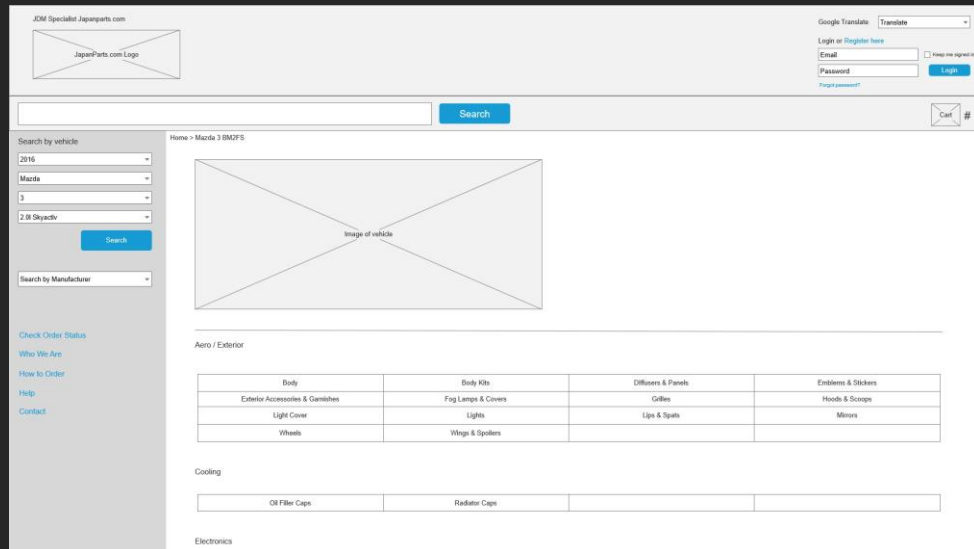 JDM Specialist Japanparts.com
JapanParts.com Logo
Google Translate Translate
Login or Register here
Email
Keep me signed in
Password
Login
Forgot password?
Search
Cart #
Search by vehicle
2016
Mazda
3
2.0l Skyactiv
Search
Search by Manufacturer
Check Order Status
Who We Are
How to Order
Help
Contact
Home > Mazda 3 BM2FS
Image of vehicle
Aero / Exterior
Body Body Kits Diffusers & Panels Emblems & Stickers
Exterior Accessories & Garnishes Fog Lamps & Covers Grilles Hoods & Scoops
Light Cover Lights Lips & Spats Mirrors
Wheels Wings & Spoilers
Cooling
Oil Filler Caps Radiator Caps
Electronics